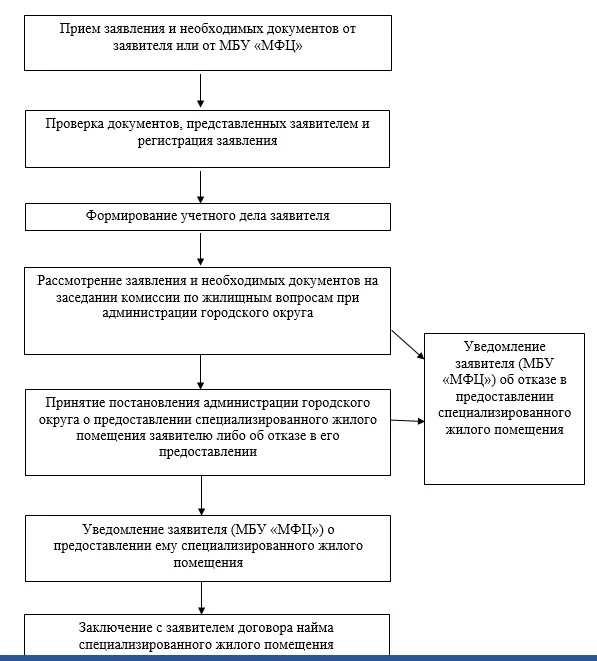 Прием заявления и необходимых документов от
заявителя или от МБУ «МФЦ»
Проверка документов, представленных заявителем и
регистрация заявления
Формирование учетного дела заявителя
Рассмотрение заявления и необходимых документов на
заседании комиссии по жилищным вопросам при
администрации городского округа
Уведомление
заявителя (МБУ
«МФЦ») об отказе в
предоставлении
специализированного
жилого помещения
Принятие постановления администрации городского
округа о предоставлении специализированного жилого
помещения заявителю либо об отказе в его
предоставлении
Уведомление заявителя (МБУ «МФЦ») о
предоставлении ему специализированного жилого
помещения
Заключение с заявителем договора найма
специализированного жилого помещения